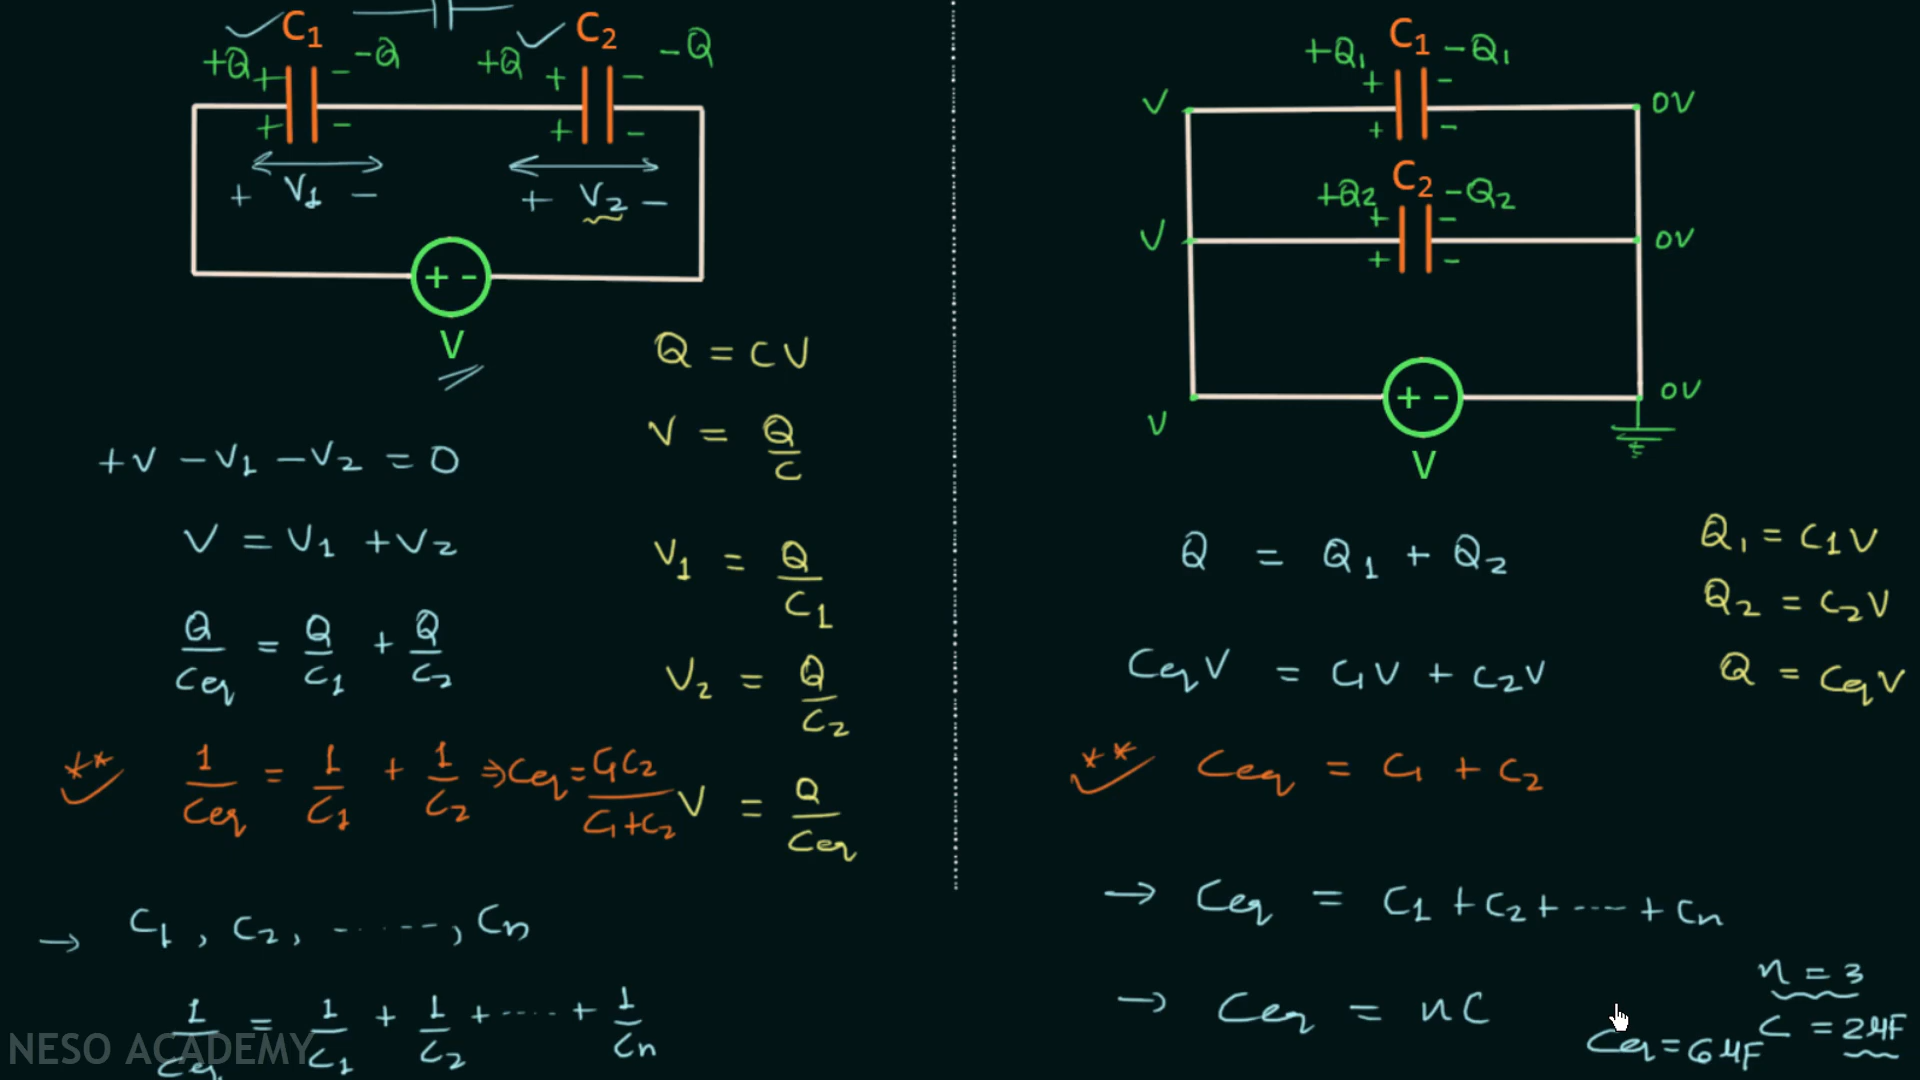 C1 C2
+Q -Q +Q -Q
+ - + -
+ - + -
+ V1 - + V2 -
+ -
V
+V - V1 - V2 = 0
V = V1 + V2
Q/Ceq = Q/C1 + Q/C2
** 1/Ceq = 1/C1 + 1/C2 ⇒ Ceq = C1C2/C1+C2
→ C1, C2, ------, Cn
1/Ceq = 1/C1 + 1/C2 + ---- + 1/Cn
NESO ACADEMY
Q = CV
V = Q/C
V1 = Q/C1
V2 = Q/C2
V = Q/Ceq
C1
+Q1 -Q1
V + - 0V
+ -
C2
+Q2 -Q2
+ -
V 0V
+ -
+ -
V 0V
V
Q = Q1 + Q2
CeqV = C1V + C2V
** Ceq = C1 + C2
→ Ceq = C1 + C2 + ---- + Cn
→ Ceq = nC
Q1 = C1V
Q2 = C2V
Q = CeqV
n = 3
C = 2μF
Ceq = 6μF